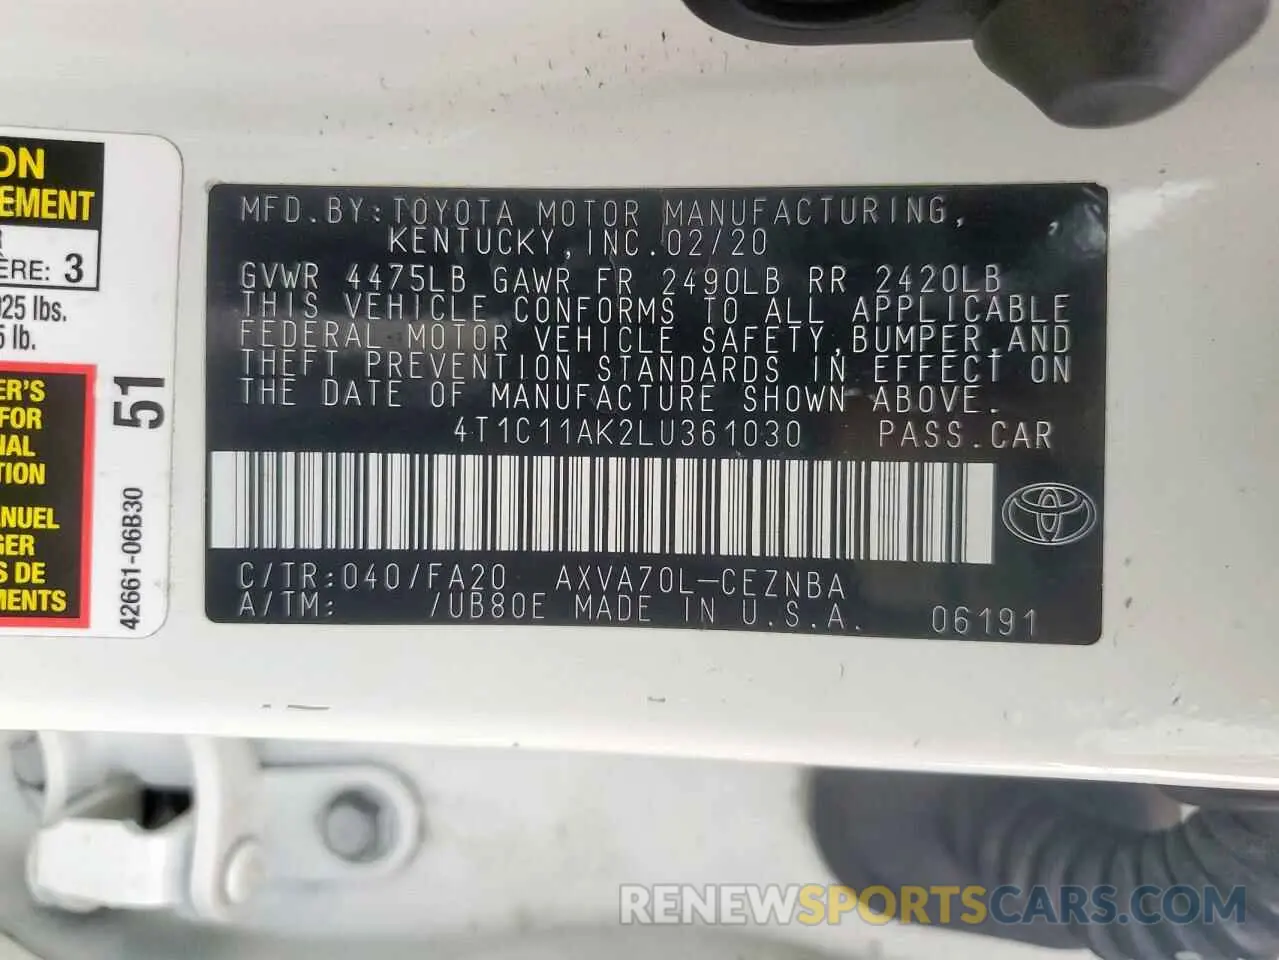 ON
EMENT
R
ÈRE: 3
925 lbs.
5 lb.
ER'S
FOR
NAL
TION
ANUEL
GER
S DE
MENTS
51
42661-06B30
MFD.BY:TOYOTA MOTOR MANUFACTURING,
KENTUCKY,INC.02/20
GVWR 4475LB GAWR FR 2490LB RR 2420LB
THIS VEHICLE CONFORMS TO ALL APPLICABLE
FEDERAL MOTOR VEHICLE SAFETY,BUMPER,AND
THEFT PREVENTION STANDARDS IN EFFECT ON
THE DATE OF MANUFACTURE SHOWN ABOVE.
4T1C11AK2LU361030 PASS.CAR
C/TR:040/FA20 AXVA70L-CEZNBA
A/TM: /UB80E MADE IN U.S.A. 06191
RENEWSPORTSCARS.COM